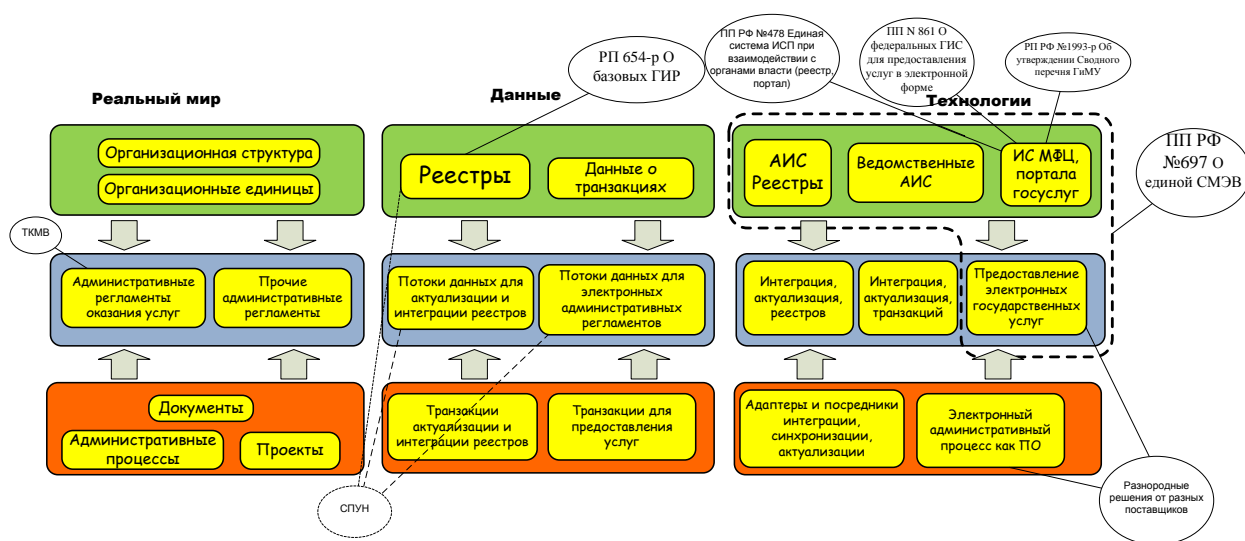 РП 654-р О
базовых ГИР
ПП РФ №478 Единая
система ИСП при
взаимодействии с
органами власти (реестр,
портал)
ПП N 861 О
федеральных ГИС
для предоставления
услуг в электронной
форме
РП РФ №1993-р Об
утверждении Сводного
перечня ГиМУ
ПП РФ
№697 О
единой СМЭВ
Реальный мир
Данные
Технологии
Организационная структура
Организационные единицы
Реестры
Данные о
транзакциях
АИС
Реестры
Ведомственные
АИС
ИС МФЦ,
портала
госуслуг
ТКМВ
Административные
регламенты
оказания услуг
Прочие
административные
регламенты
Потоки данных для
актуализации и
интеграции реестров
Потоки данных для
электронных
административных
регламентов
Интеграция,
актуализация,
реестров
Интеграция,
актуализация,
транзакций
Предоставление
электронных
государственных
услуг
Документы
Административные
процессы
Проекты
Транзакции
актуализации и
интеграции реестров
Транзакции для
предоставления
услуг
Адаптеры и посредники
интеграции,
синхронизации,
актуализации
Электронный
административный
процесс как ПО
СПУН
Разнородные
решения от разных
поставщиков